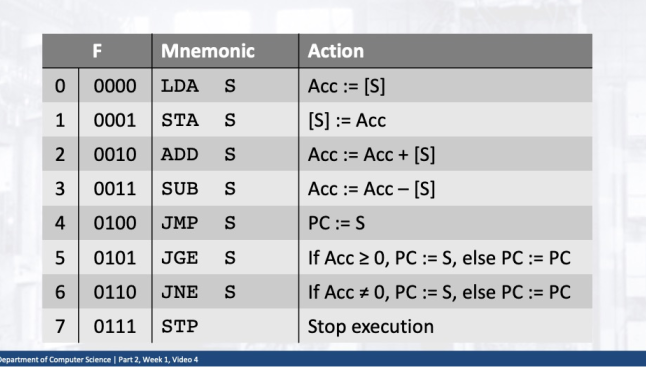 F Mnemonic Action
0 0000 LDA S Acc := [S]
1 0001 STA S [S] := Acc
2 0010 ADD S Acc := Acc + [S]
3 0011 SUB S Acc := Acc – [S]
4 0100 JMP S PC := S
5 0101 JGE S If Acc ≥ 0, PC := S, else PC := PC
6 0110 JNE S If Acc ≠ 0, PC := S, else PC := PC
7 0111 STP Stop execution
Department of Computer Science | Part 2, Week 1, Video 4